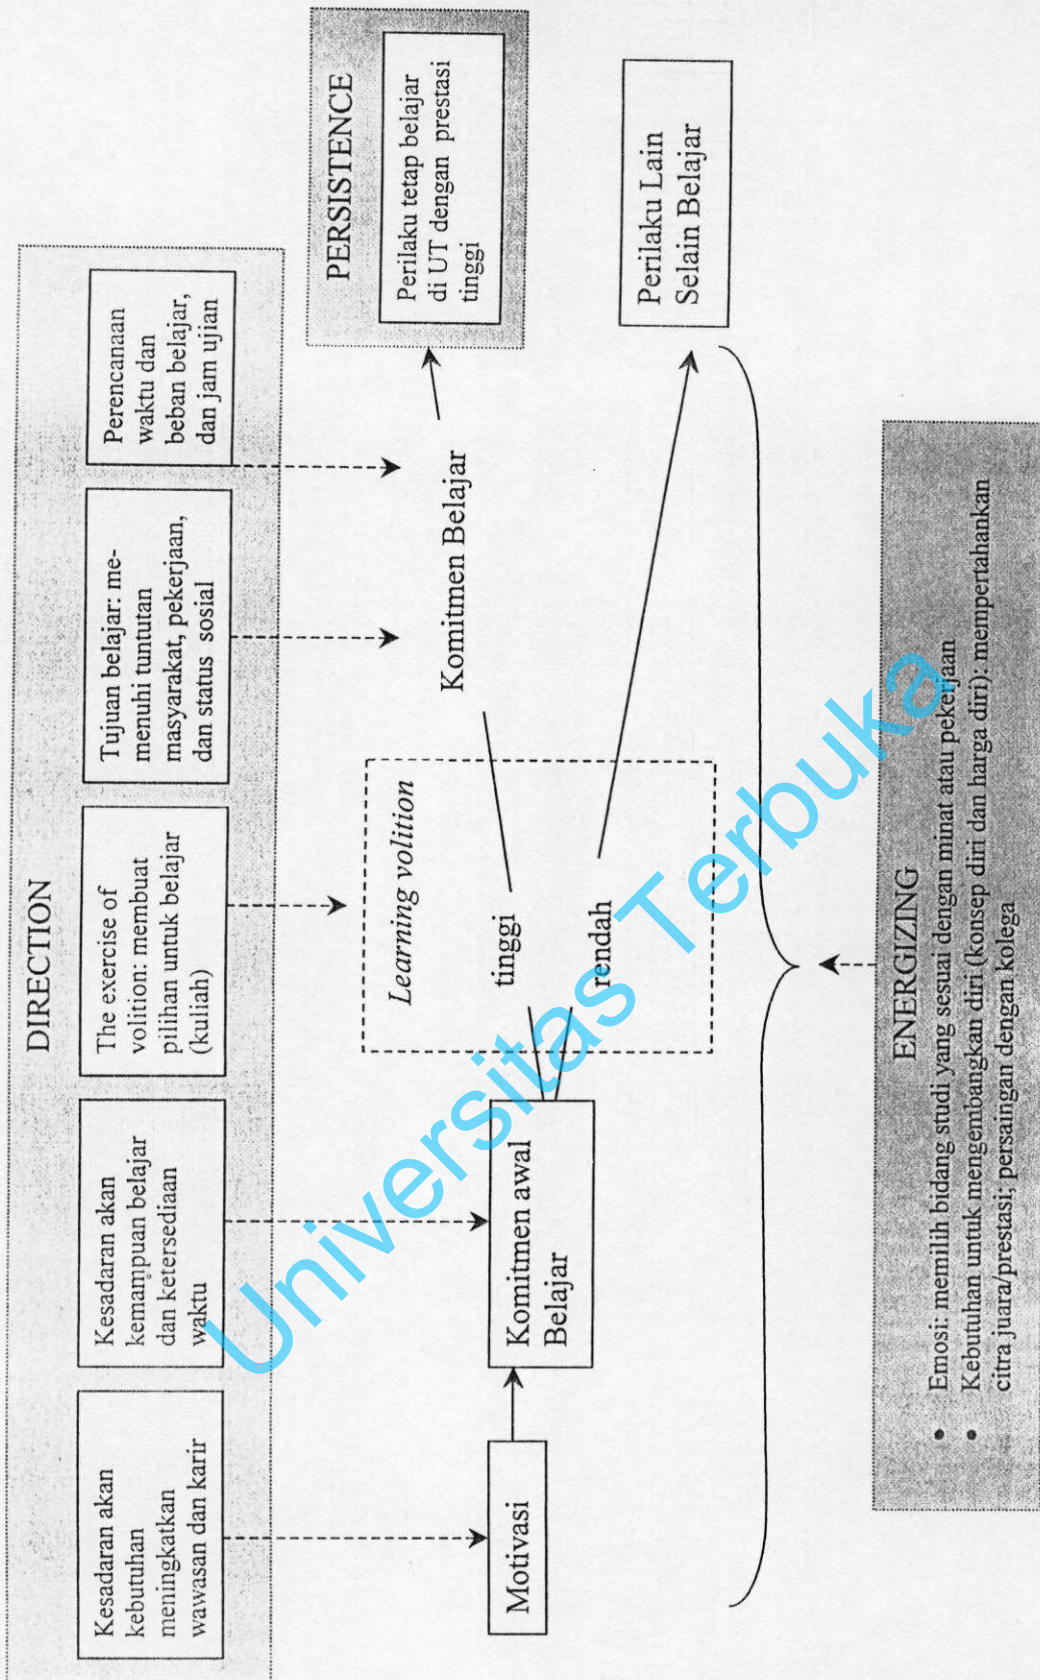 DIRECTION
Kesadaran akan
kebutuhan
meningkatkan
wawasan dan karir
Kesadaran akan
kemampuan belajar
dan ketersediaan
waktu
The exercise of
volition: membuat
pilihan untuk belajar
(kuliah)
Tujuan belajar: me-
menuhi tuntutan
masyarakat, pekerjaan,
dan status sosial
Perencanaan
waktu dan
beban belajar,
dan jam ujian
PERSISTENCE
Perilaku tetap belajar
di UT dengan prestasi
tinggi
Motivasi
Komitmen awal
Belajar
Learning volition
tinggi
rendah
Komitmen Belajar
Perilaku Lain
Selain Belajar
ENERGIZING
• Emosi: memilih bidang studi yang sesuai dengan minat atau pekerjaan
• Kebutuhan untuk mengembangkan diri (konsep diri dan harga diri): mempertahankan
citra juara/prestasi; persaingan dengan kolega
Universitas Terbuka